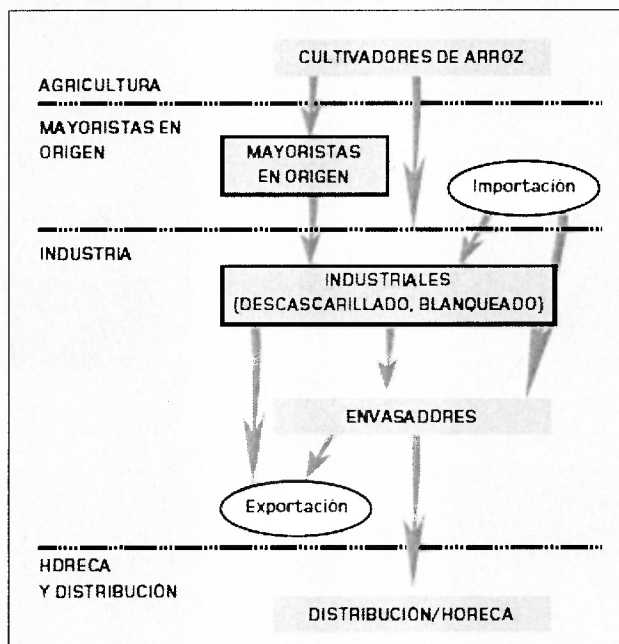 CULTIVADORES DE ARROZ
AGRICULTURA
MAYORISTAS EN
ORIGEN
MAYORISTAS
EN ORIGEN
Importación
INDUSTRIA
INDUSTRIALES
(DESCASCARILLADO, BLANQUEADO)
ENVASADORES
Exportación
HORECA
Y DISTRIBUCIÓN
DISTRIBUCIÓN/HORECA